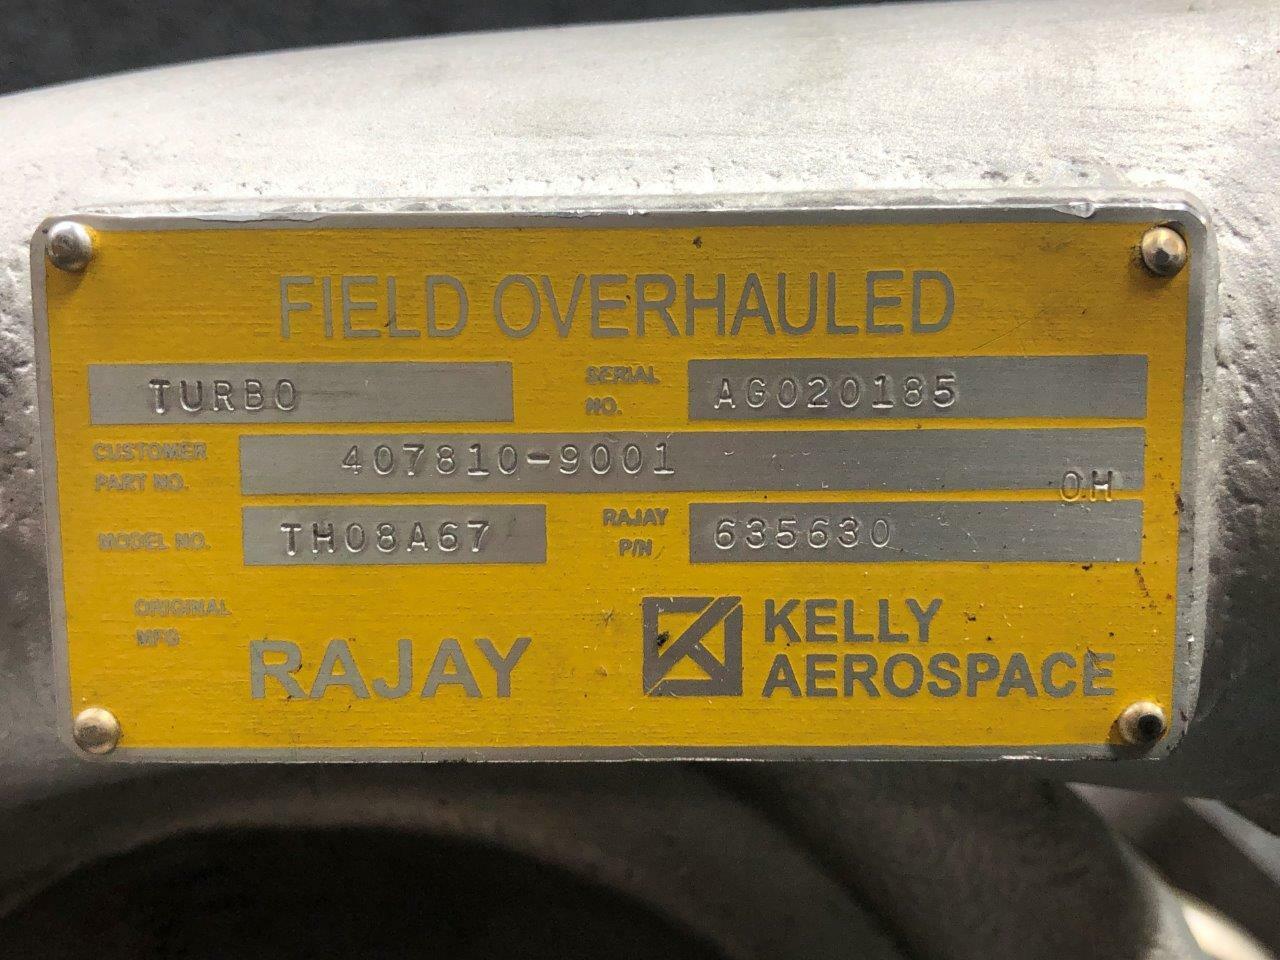 FIELD OVERHAULED
TURBO SERIAL NO. AG020185
CUSTOMER PART NO. 407810-9001 OH
MODEL NO. TH08A67 RAJAY P/N 635630
ORIGINAL MFG RAJAY KELLY AEROSPACE